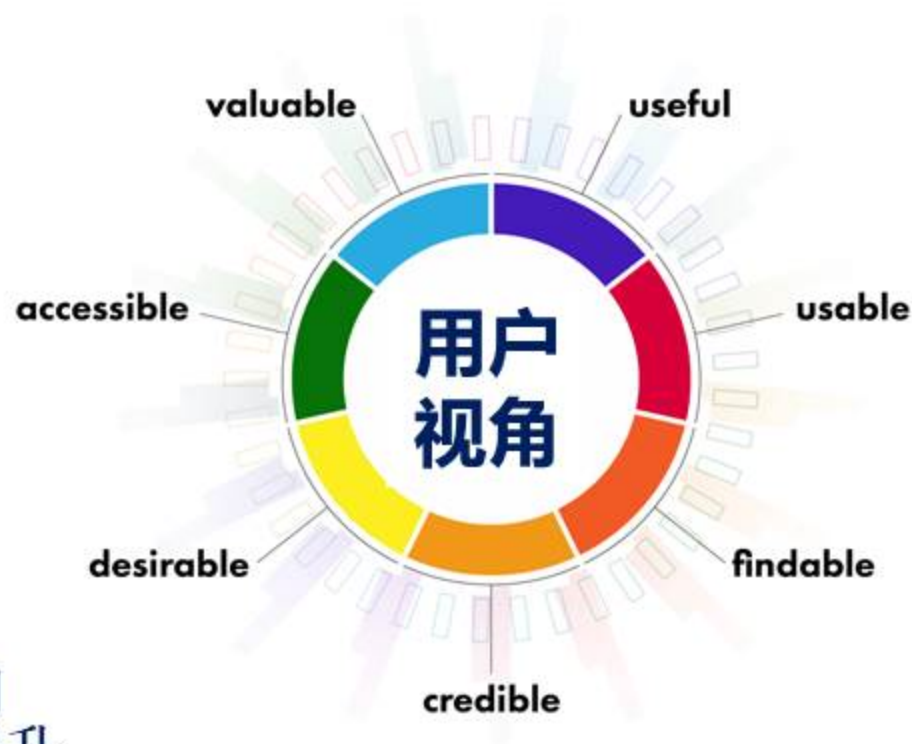 valuable
useful
accessible
usable
用户
视角
desirable
findable
credible